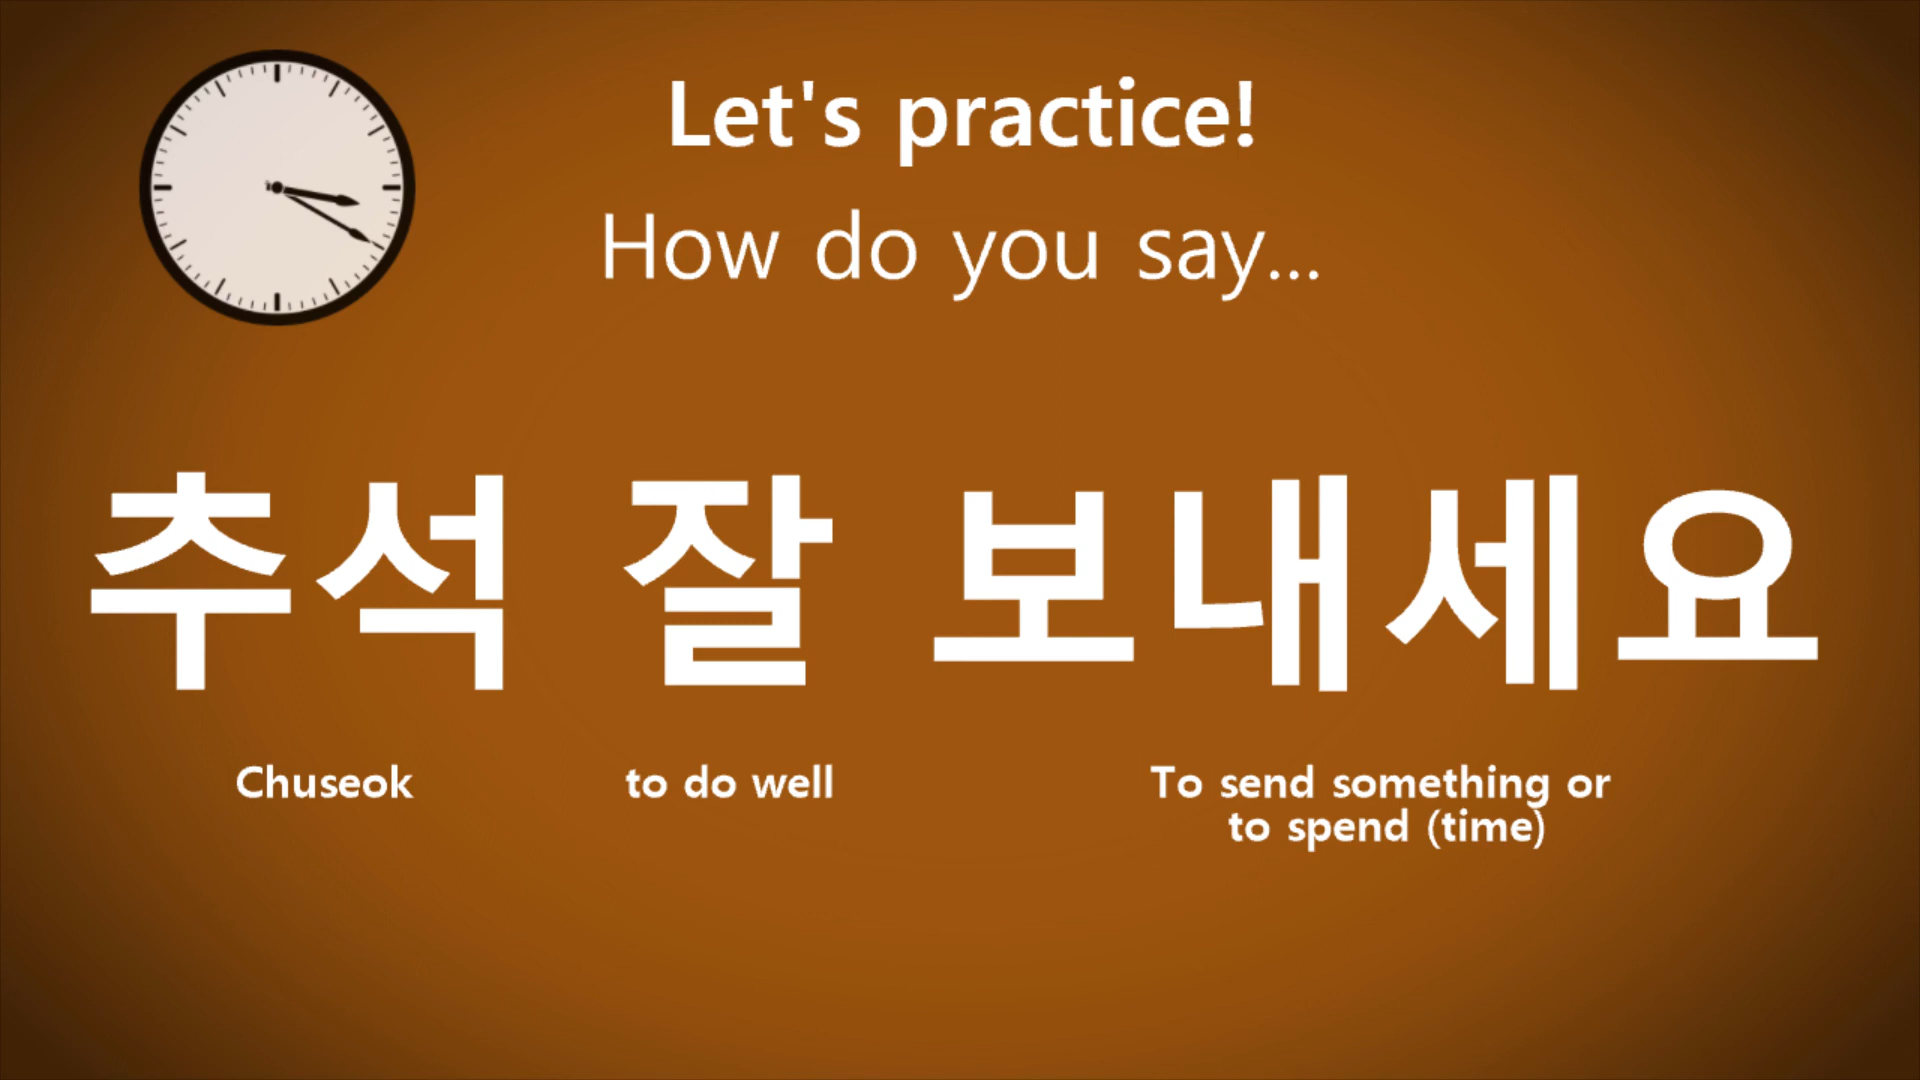 Let's practice!
How do you say...
추석 잘 보내세요
Chuseok
to do well
To send something or
to spend (time)